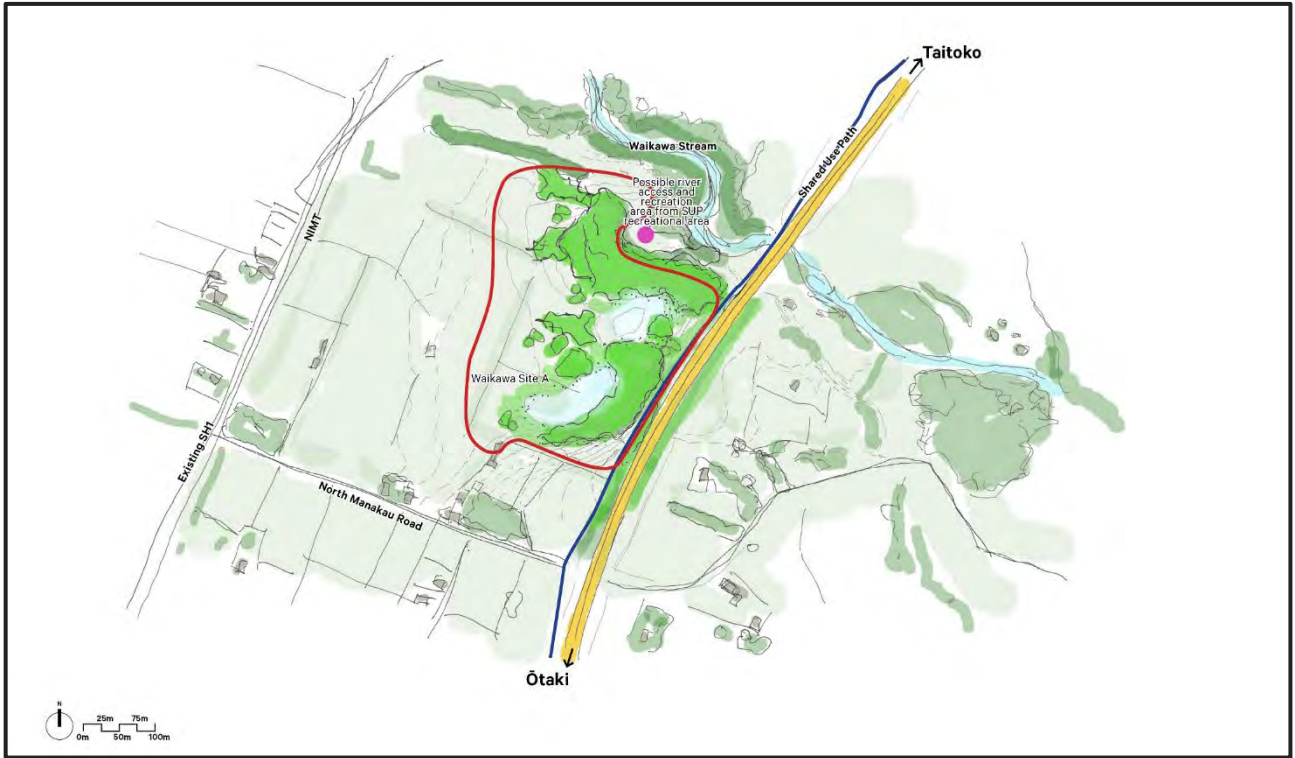 Taitoko
Shared Use Path
Waikawa Stream
Possible river
access and
recreation
area from SUP
recreational area
NIMT
Waikawa Site A
Existing SH1
North Manakau Road
Ōtaki
N
25m 75m
0m 50m 100m